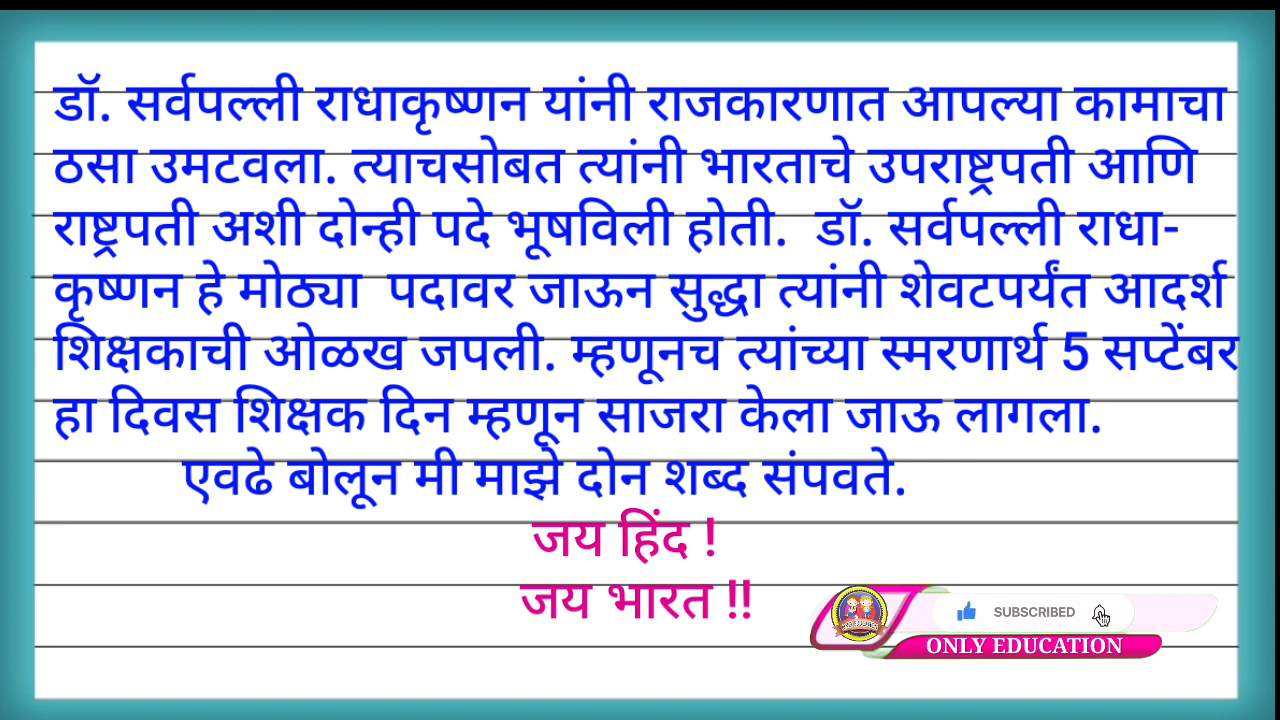 डॉ. सर्वपल्ली राधाकृष्णन यांनी राजकारणात आपल्या कामाचा
ठसा उमटवला. त्याचसोबत त्यांनी भारताचे उपराष्ट्रपती आणि
राष्ट्रपती अशी दोन्ही पदे भूषविली होती. डॉ. सर्वपल्ली राधा-
कृष्णन हे मोठ्या पदावर जाऊन सुद्धा त्यांनी शेवटपर्यंत आदर्श
शिक्षकाची ओळख जपली. म्हणूनच त्यांच्या स्मरणार्थ 5 सप्टेंबर
हा दिवस शिक्षक दिन म्हणून साजरा केला जाऊ लागला.
एवढे बोलून मी माझे दोन शब्द संपवते.
जय हिंद !
जय भारत !!
SUBSCRIBED
ONLY EDUCATION